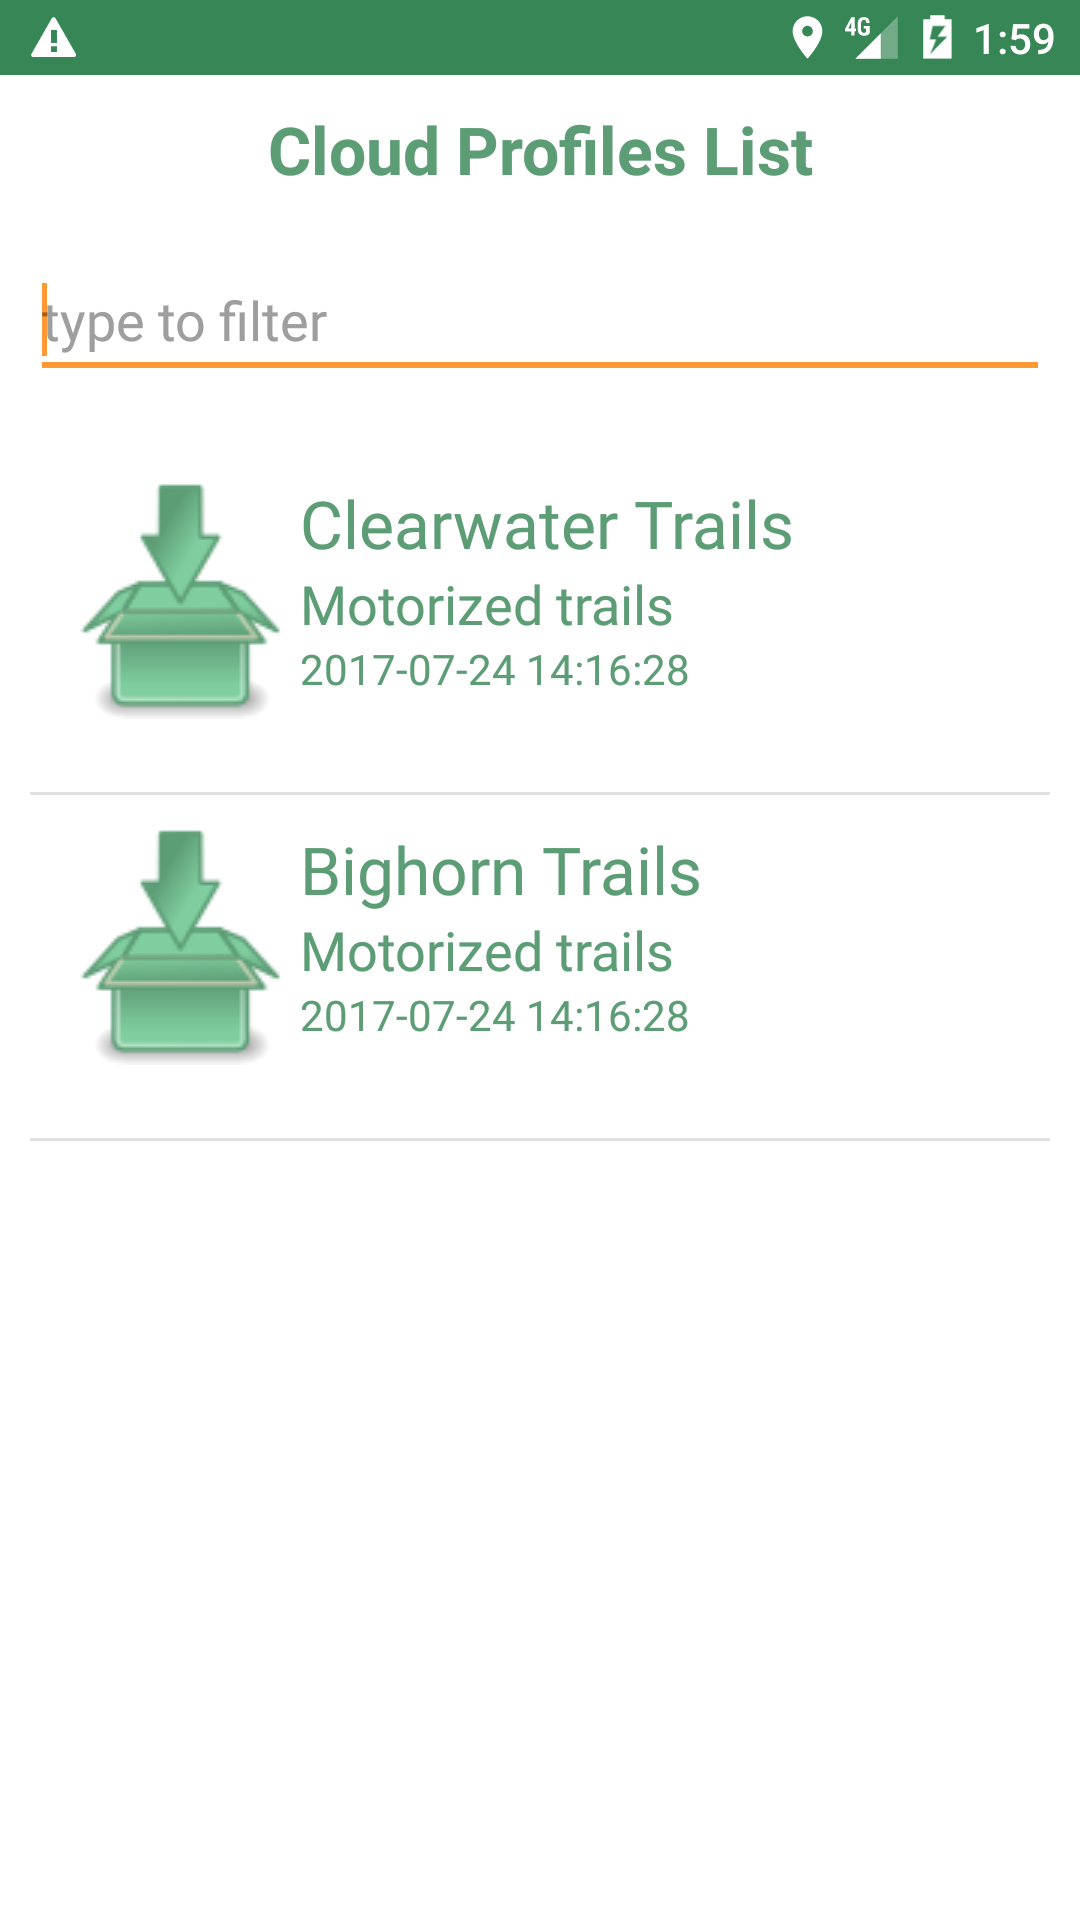 4G 1:59
Cloud Profiles List
type to filter
Clearwater Trails
Motorized trails
2017-07-24 14:16:28
Bighorn Trails
Motorized trails
2017-07-24 14:16:28